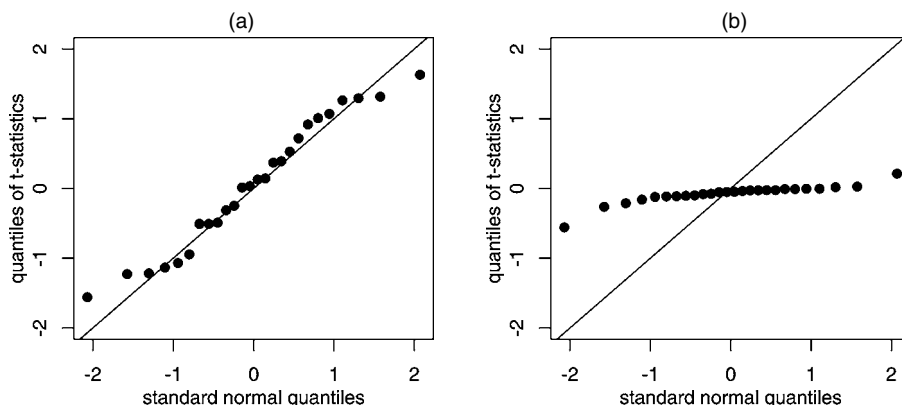 (a)
quantiles of t-statistics
2
1
0
-1
-2
-2 -1 0 1 2
standard normal quantiles
(b)
quantiles of t-statistics
2
1
0
-1
-2
-2 -1 0 1 2
standard normal quantiles